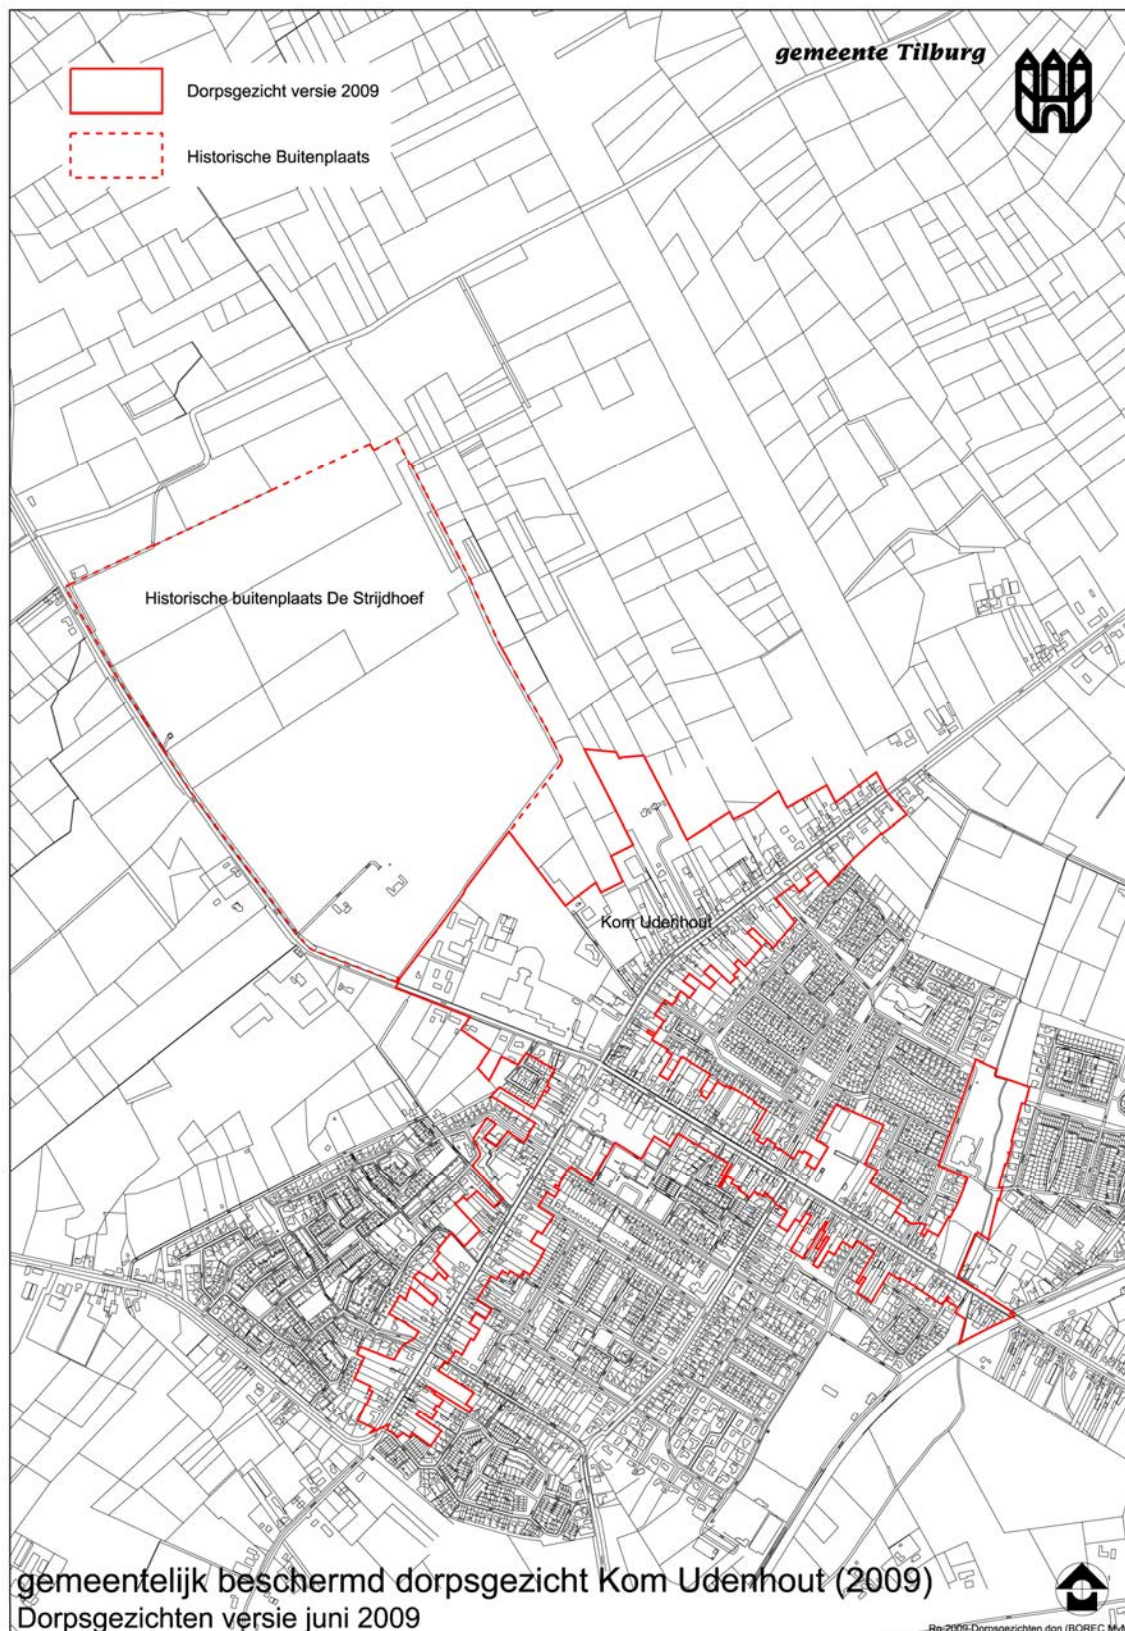 gemeente Tilburg
Dorpsgezicht versie 2009
Historische Buitenplaats
Historische buitenplaats De Strijdhoef
Kom Udenhout
gemeentelijk beschermd dorpsgezicht Kom Udenhout (2009)
Dorpsgezichten versie juni 2009